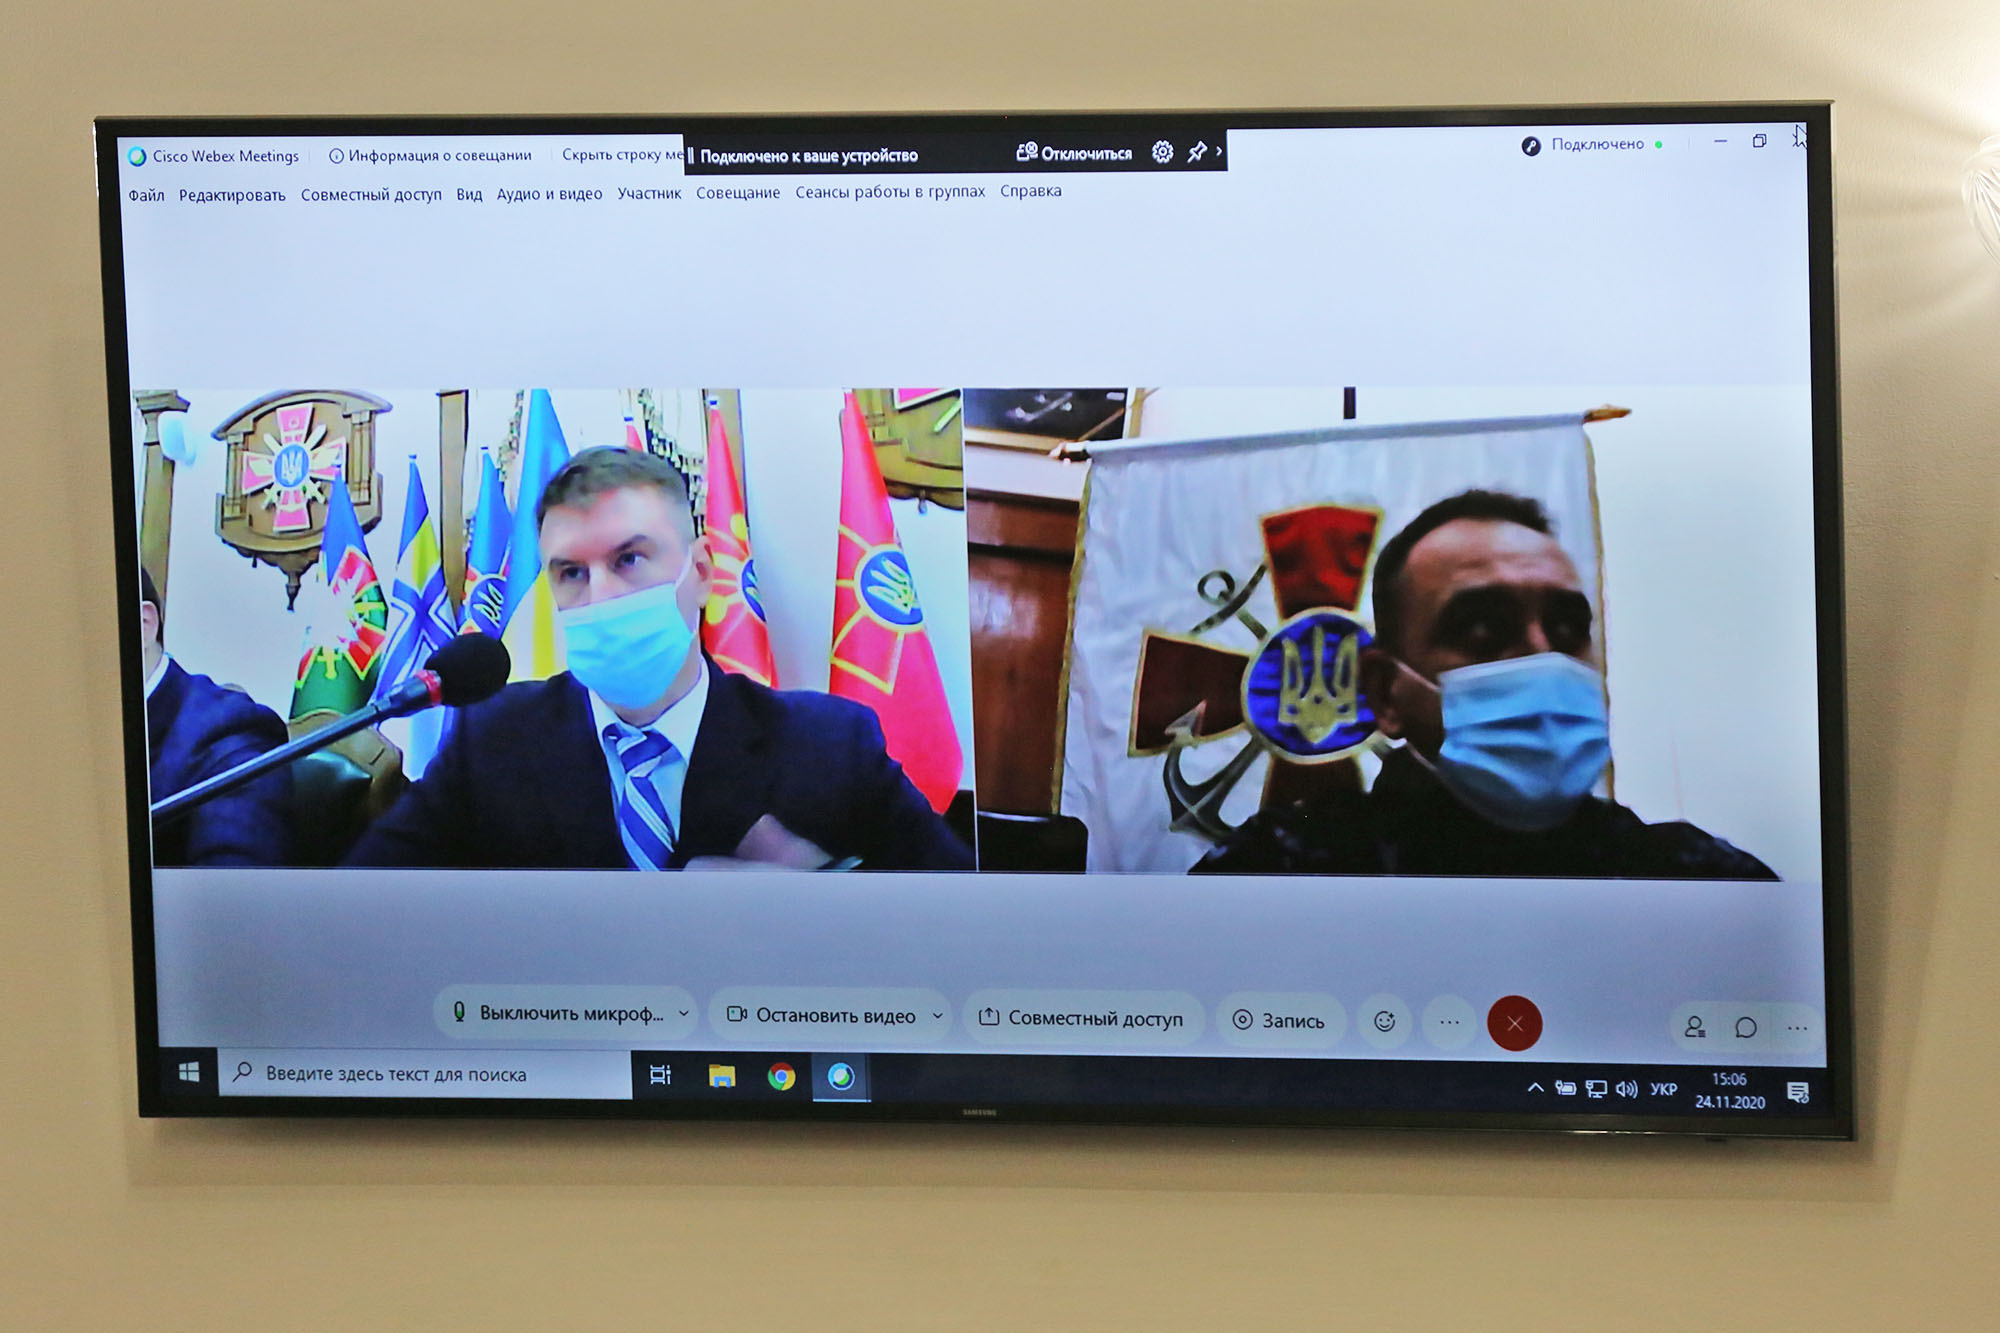 Cisco Webex Meetings Информация о совещании Скрыть строку ме Подключено к ваше устройство Отключиться Подключено
Файл Редактировать Совместный доступ Вид Аудио и видео Участник Совещание Сеансы работы в группах Справка
Выключить микроф... Остановить видео Совместный доступ Запись
Введите здесь текст для поиска УКР 15:06
24.11.2020
SAMSUNG